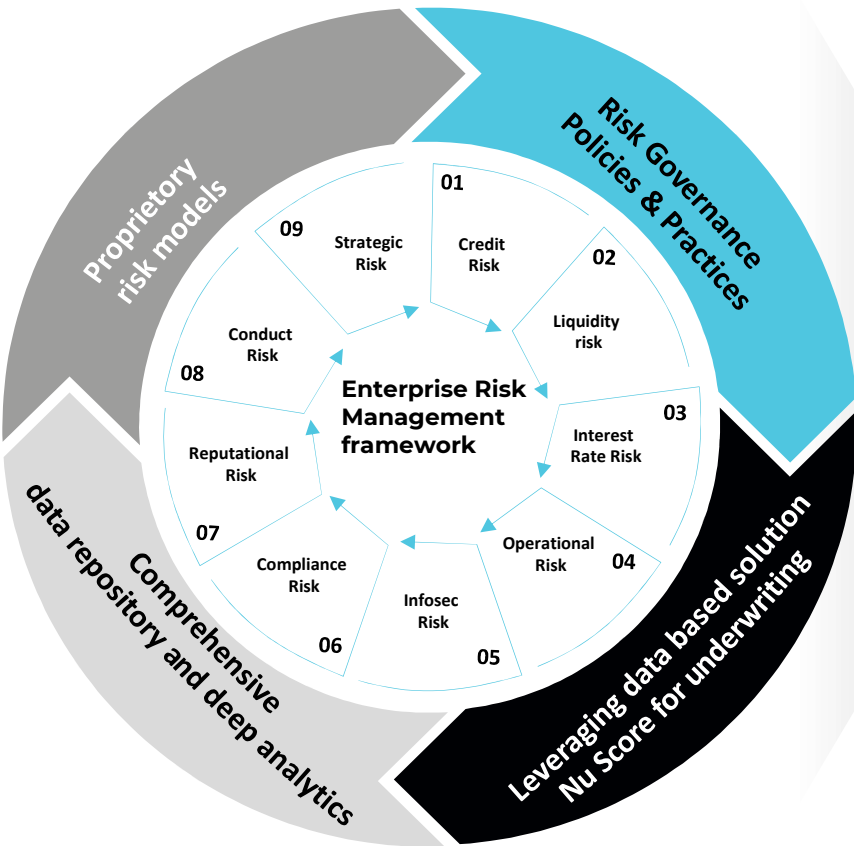 Risk Governance
Policies & Practices
Leveraging data based solution
Nu Score for underwriting
Comprehensive
data repository and deep analytics
Proprietory
risk models
01
Credit
Risk
02
Liquidity
risk
03
Interest
Rate Risk
04
Operational
Risk
05
Infosec
Risk
06
Compliance
Risk
07
Reputational
Risk
08
Conduct
Risk
09
Strategic
Risk
Enterprise Risk
Management
framework